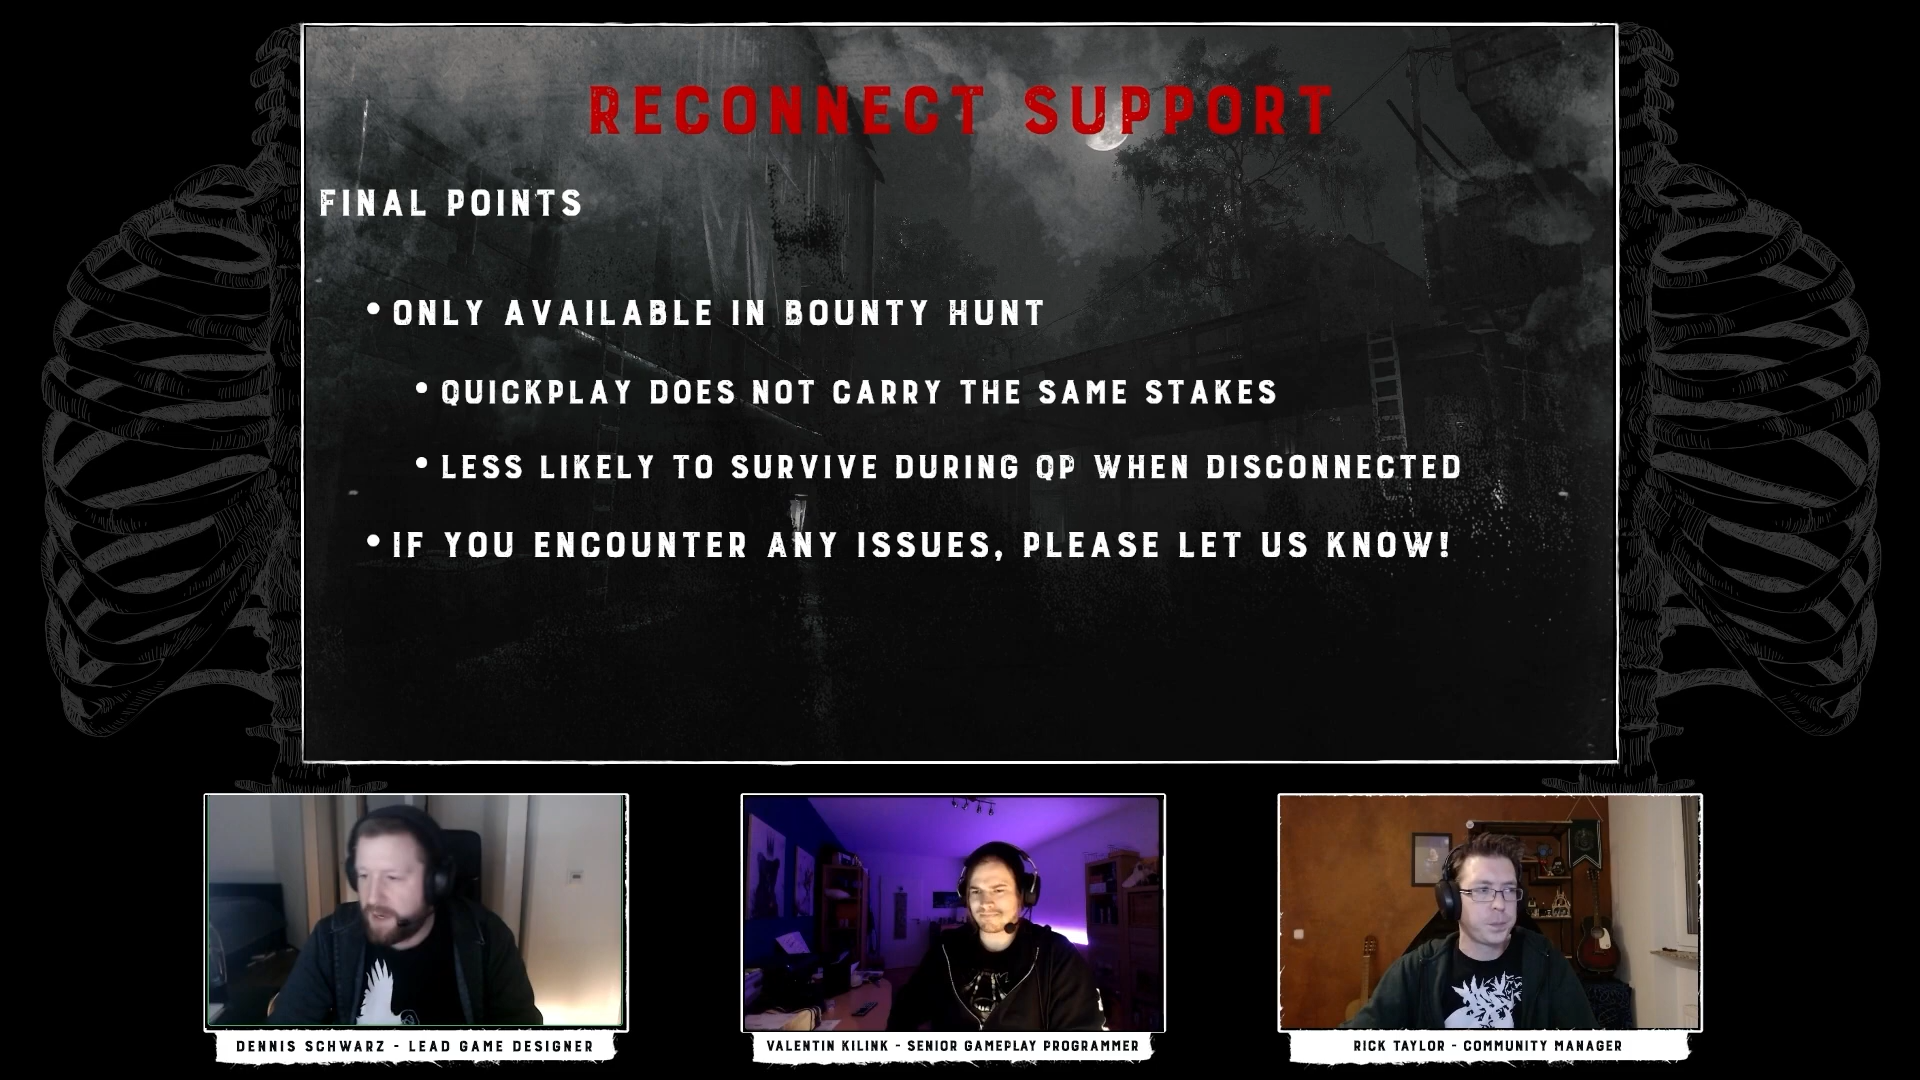 RECONNECT SUPPORT
FINAL POINTS
• ONLY AVAILABLE IN BOUNTY HUNT
• QUICKPLAY DOES NOT CARRY THE SAME STAKES
• LESS LIKELY TO SURVIVE DURING QP WHEN DISCONNECTED
• IF YOU ENCOUNTER ANY ISSUES, PLEASE LET US KNOW!
DENNIS SCHWARZ - LEAD GAME DESIGNER
VALENTIN KILINK - SENIOR GAMEPLAY PROGRAMMER
RICK TAYLOR - COMMUNITY MANAGER